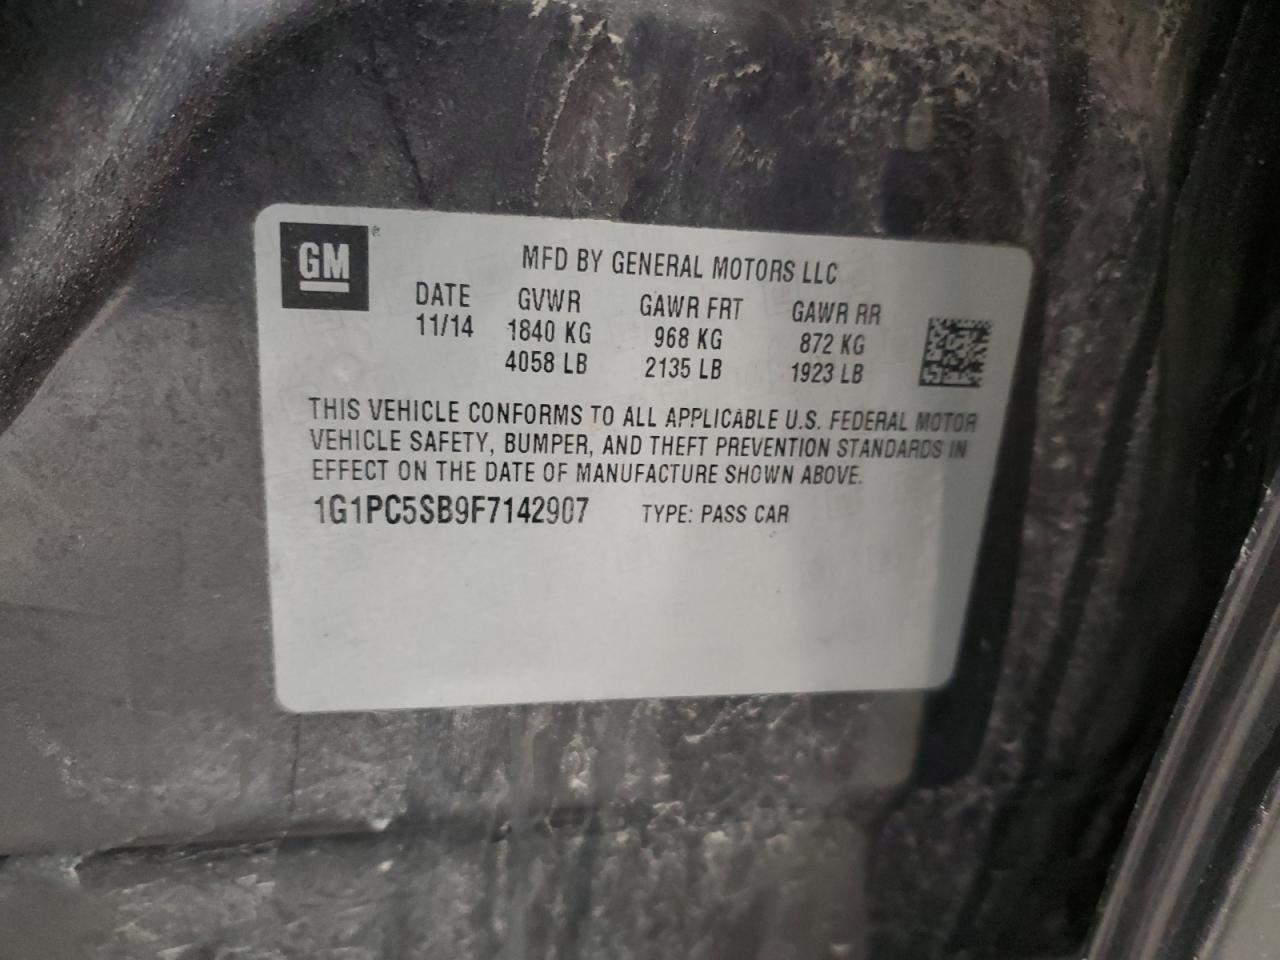 GM®
MFD BY GENERAL MOTORS LLC
DATE GVWR GAWR FRT GAWR RR
11/14 1840 KG 968 KG 872 KG
4058 LB 2135 LB 1923 LB
THIS VEHICLE CONFORMS TO ALL APPLICABLE U.S. FEDERAL MOTOR
VEHICLE SAFETY, BUMPER, AND THEFT PREVENTION STANDARDS IN
EFFECT ON THE DATE OF MANUFACTURE SHOWN ABOVE.
1G1PC5SB9F7142907 TYPE: PASS CAR